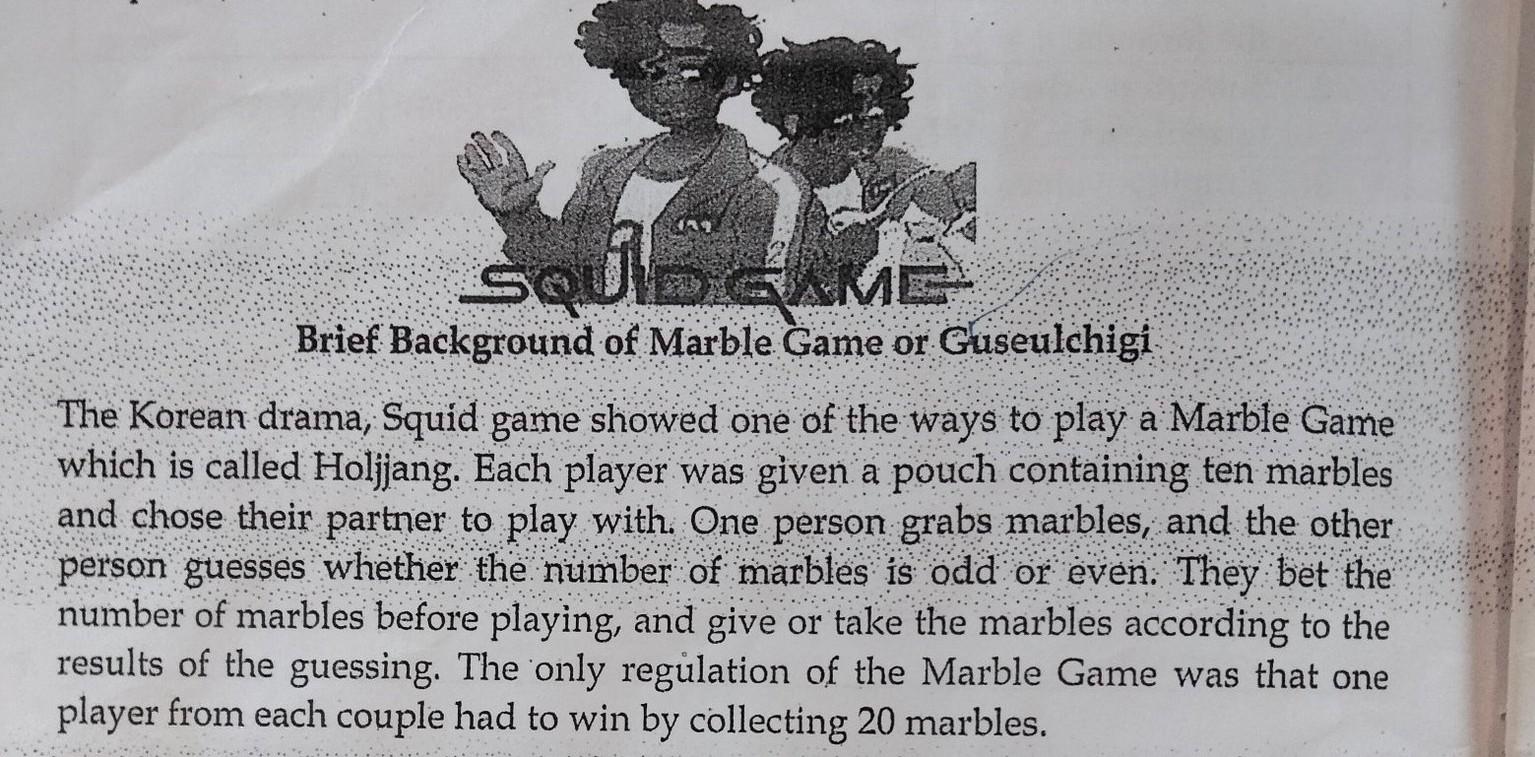 SQUID GAME
Brief Background of Marble Game or Guseulchigi
The Korean drama, Squid game showed one of the ways to play a Marble Game
which is called Holjjang. Each player was given a pouch containing ten marbles
and chose their partner to play with. One person grabs marbles, and the other
person guesses whether the number of marbles is odd or even. They bet the
number of marbles before playing, and give or take the marbles according to the
results of the guessing. The only regulation of the Marble Game was that one
player from each couple had to win by collecting 20 marbles.